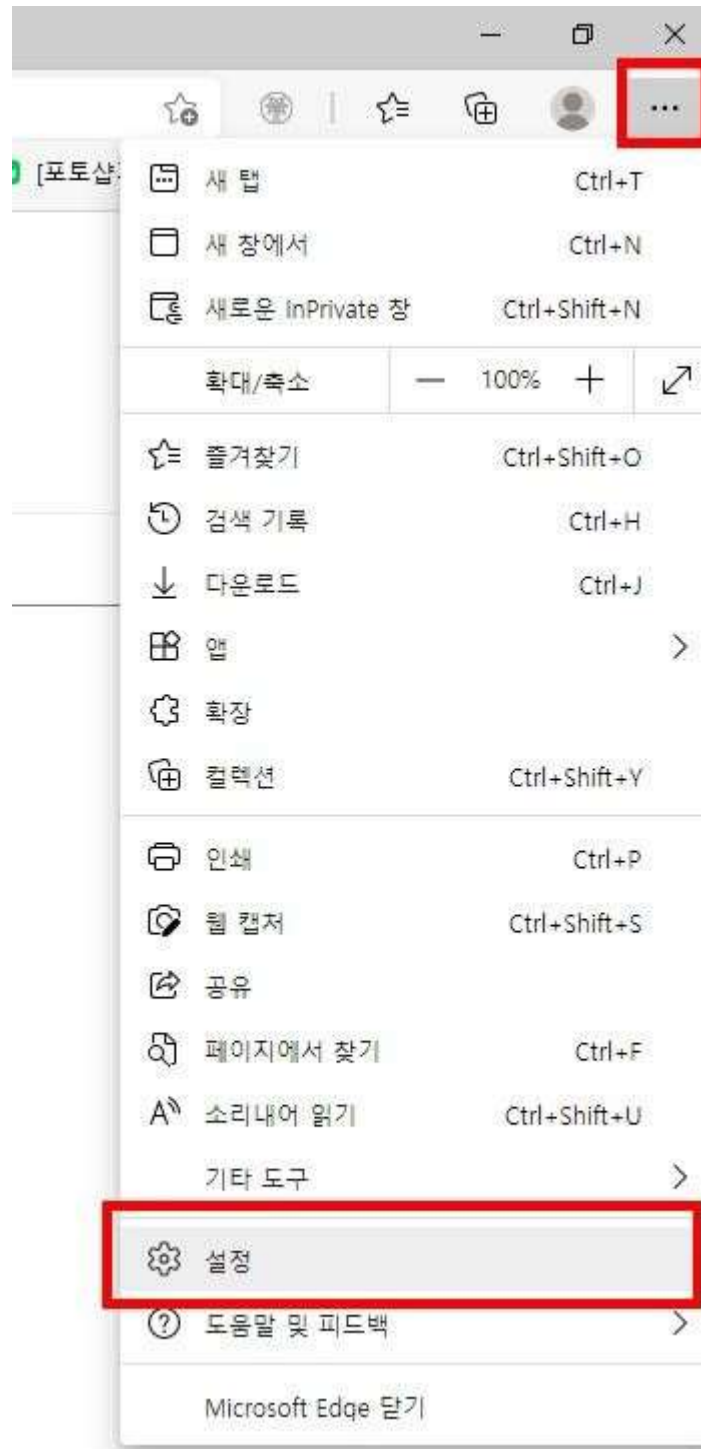 [포토샵
새 탭 Ctrl+T
새 창에서 Ctrl+N
새로운 InPrivate 창 Ctrl+Shift+N
확대/축소 — 100% +
즐겨찾기 Ctrl+Shift+O
검색 기록 Ctrl+H
다운로드 Ctrl+J
앱
확장
컬렉션 Ctrl+Shift+Y
인쇄 Ctrl+P
웹 캡처 Ctrl+Shift+S
공유
페이지에서 찾기 Ctrl+F
소리내어 읽기 Ctrl+Shift+U
기타 도구
설정
도움말 및 피드백
Microsoft Edge 닫기